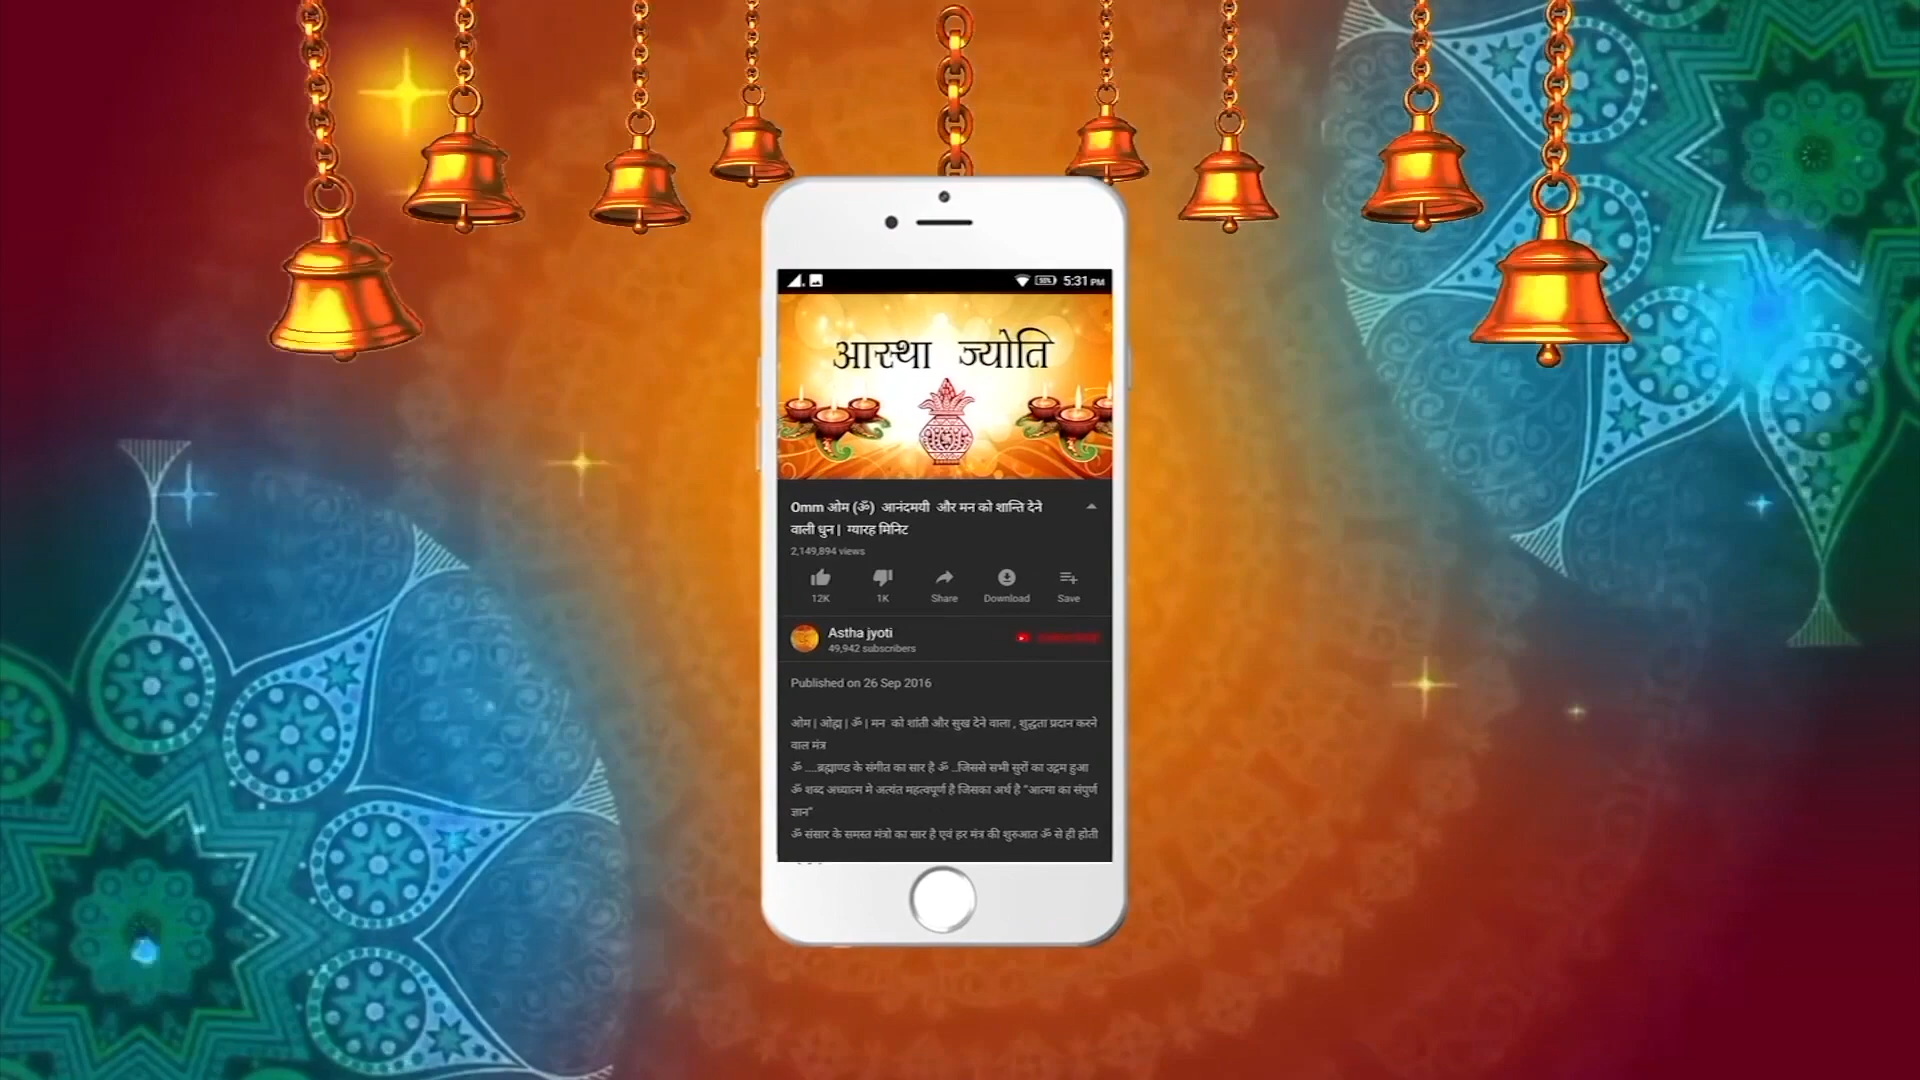 50%
5:31 PM
आस्था ज्योति
Omm ओम (ॐ) आनंदमयी और मन को शान्ति देने
वाली धुन | ग्यारह मिनिट
2,149,894 views
12K 1K Share Download Save
Astha jyoti
49,942 subscribers
Published on 26 Sep 2016
ओम | ओह्म | ॐ | मन को शांती और सुख देने वाला , शुद्धता प्रदान करने
वाल मंत्र
ॐ ....ब्रह्माण्ड के संगीत का सार है ॐ ...जिससे सभी सुरों का उद्गम हुआ
ॐ शब्द अध्यात्म मे अत्यंत महत्वपूर्ण है जिसका अर्थ है “आत्मा का संपुर्ण
ज्ञान”
ॐ संसार के समस्त मंत्रो का सार है एवं हर मंत्र की शुरुआत ॐ से ही होती